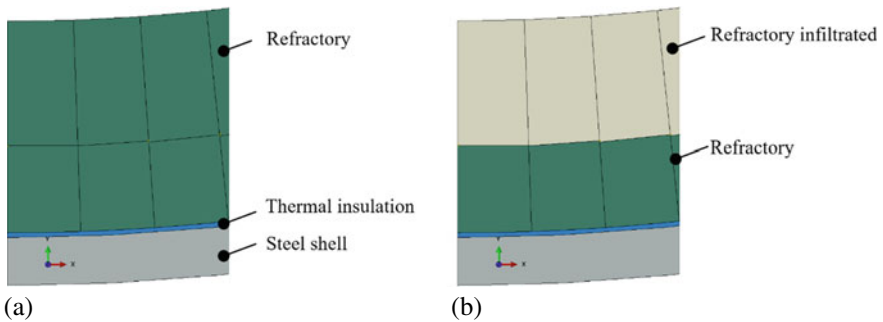 Refractory
Thermal insulation
Steel shell
Y
X
(a)
Refractory infiltrated
Refractory
Y
X
(b)